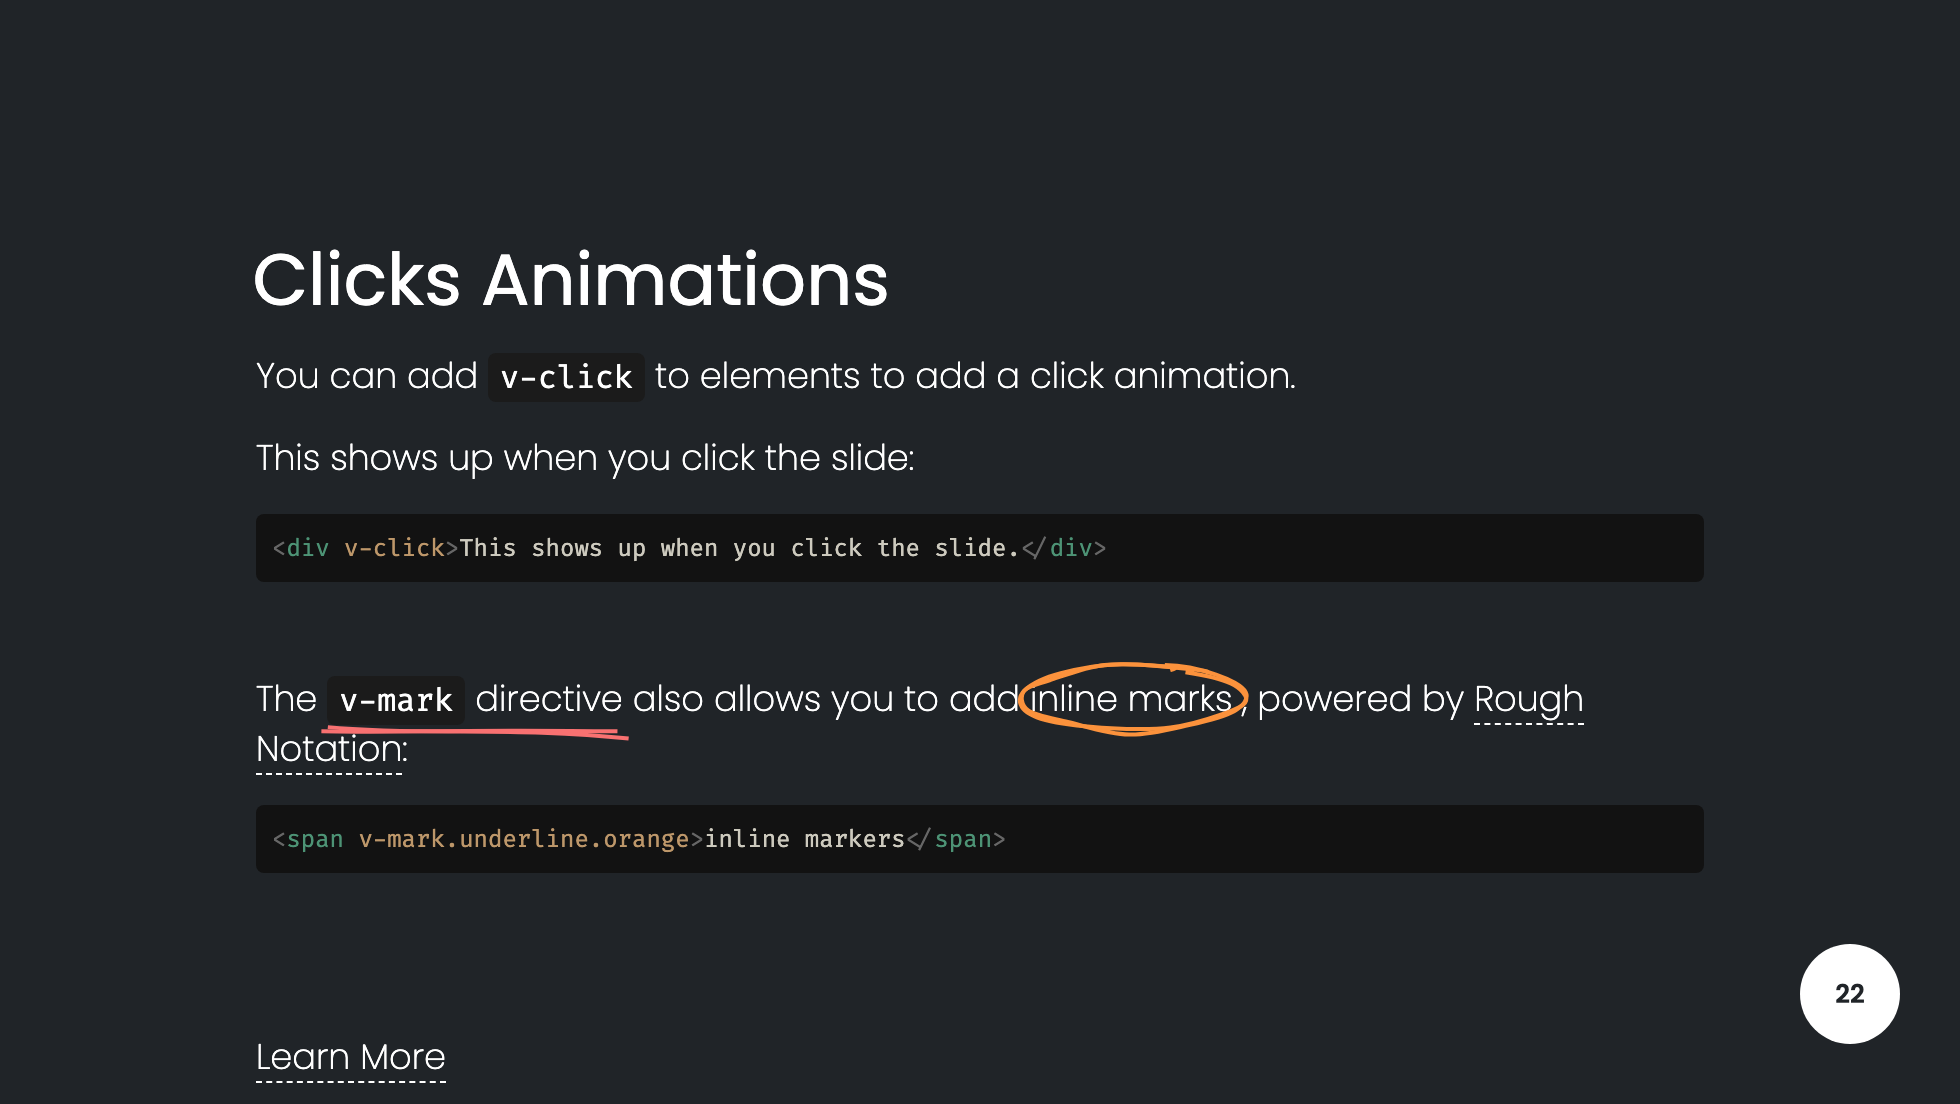 Clicks Animations
You can add v-click to elements to add a click animation.
This shows up when you click the slide:
<div v-click>This shows up when you click the slide.</div>
The v-mark directive also allows you to add inline marks , powered by Rough
Notation:
<span v-mark.underline.orange>inline markers</span>
22
Learn More